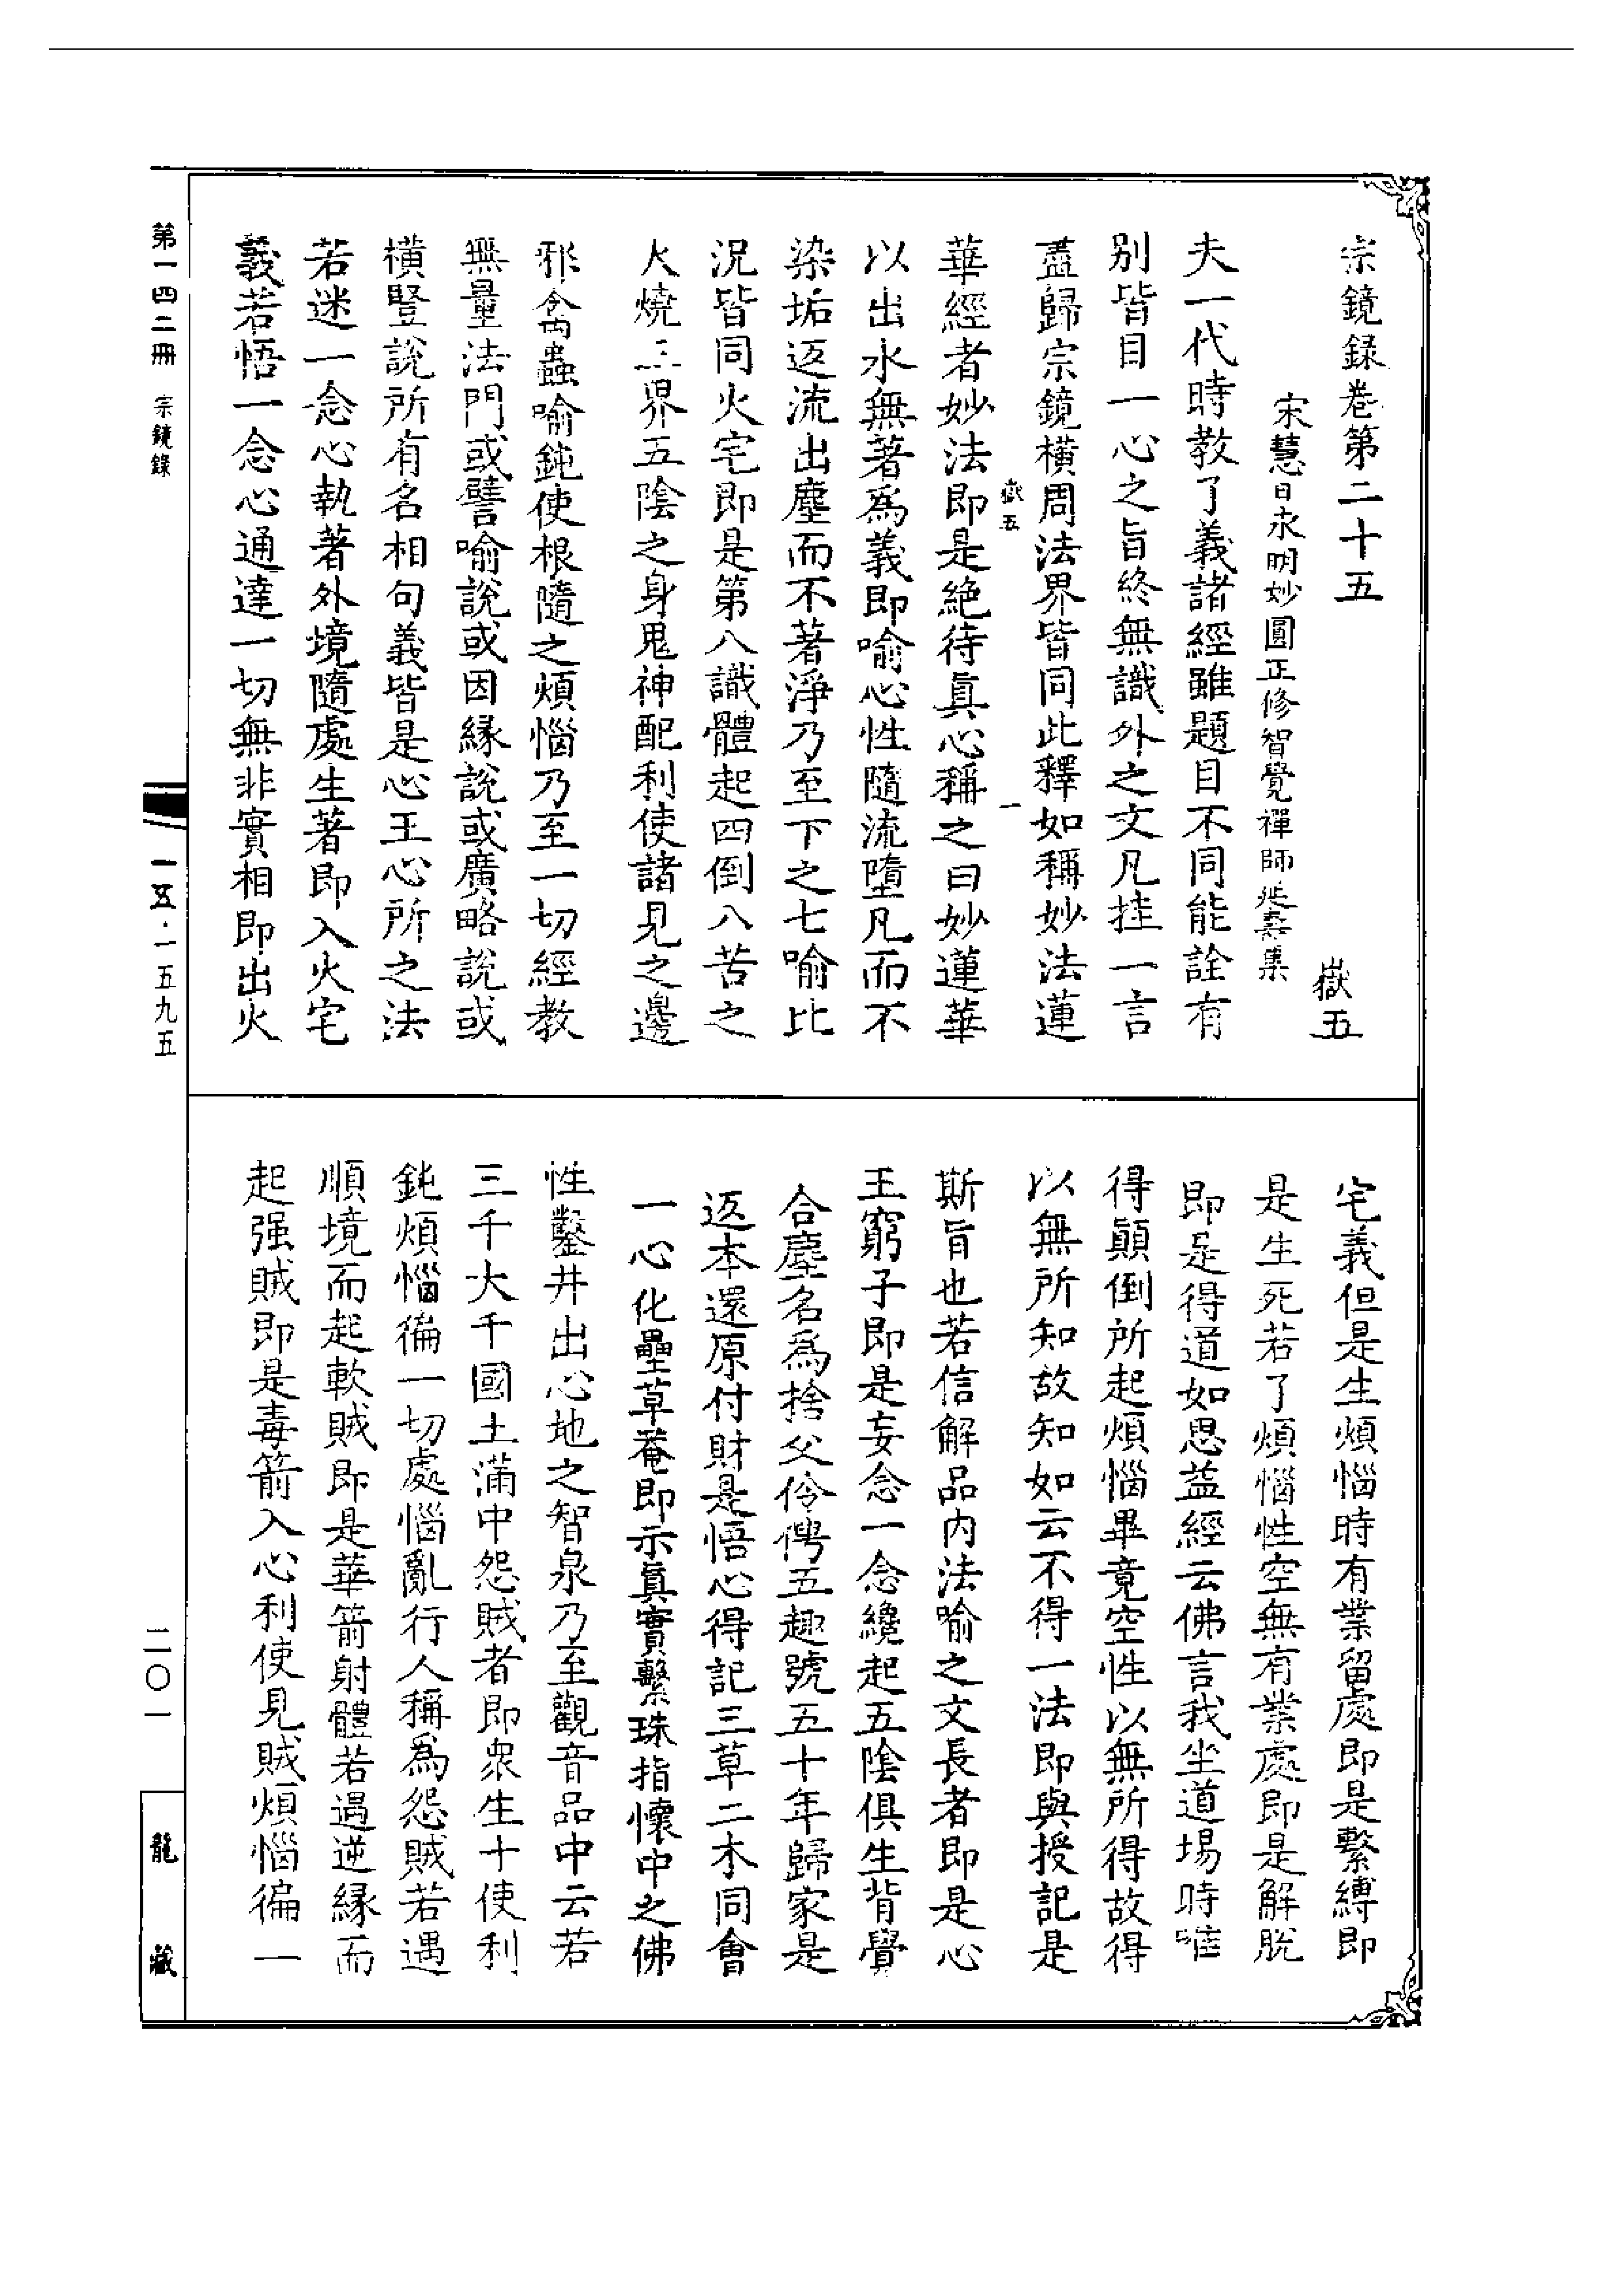 宗鏡録卷第二十五
嶽五
宋慧日永明妙圓正修智覺禪師延壽集
夫一代時教了義諸經雖題目不同能詮有
别皆目一心之旨終無識外之文凡挂一言
盡歸宗鏡横周法界皆同此釋如稱妙法蓮
嶽五
一
華經者妙法即是絶待真心稱之曰妙蓮華
以出水無著爲義即喻心性隨流墮凡而不
染垢返流出塵而不著淨乃至下之七喻比
況皆同火宅即是第八識體起四倒八苦之
火燒三界五陰之身鬼神配利使諸見之邊
邪禽蟲喻鈍使根隨之煩惱乃至一切經教
無量法門或譬喻說或因緣說或廣略說或
横豎說所有名相句義皆是心王心所之法
若迷一念心執著外境隨處生著即入火宅
義若悟一念心通達一切無非實相即出火
宅義但是生煩惱時有業留處即是繫縛即
是生死若了煩惱性空無有業處即是解脫
即是得道如思益經云佛言我坐道場時唯
得顛倒所起煩惱畢竟空性以無所得故得
以無所知故知如云不得一法即與授記是
斯旨也若信解品内法喻之文長者即是心
王窮子即是妄念一念纔起五陰俱生背覺
合塵名爲捨父伶俜五趣號五十年歸家是
返本還原付財是悟心得記三草二木同會
一心化壘草菴即示真實繫珠指懷中之佛
性鑿井出心地之智泉乃至觀音品中云若
三千大千國土滿中怨賊者即衆生十使利
鈍煩惱徧一切處惱亂行人稱爲怨賊若遇
順境而起軟賊即是華箭射體若遇逆緣而
起强賊即是毒箭入心利使見賊煩惱徧一
第一四二冊 宗鏡錄
一五·一五九五
二〇一
龍藏